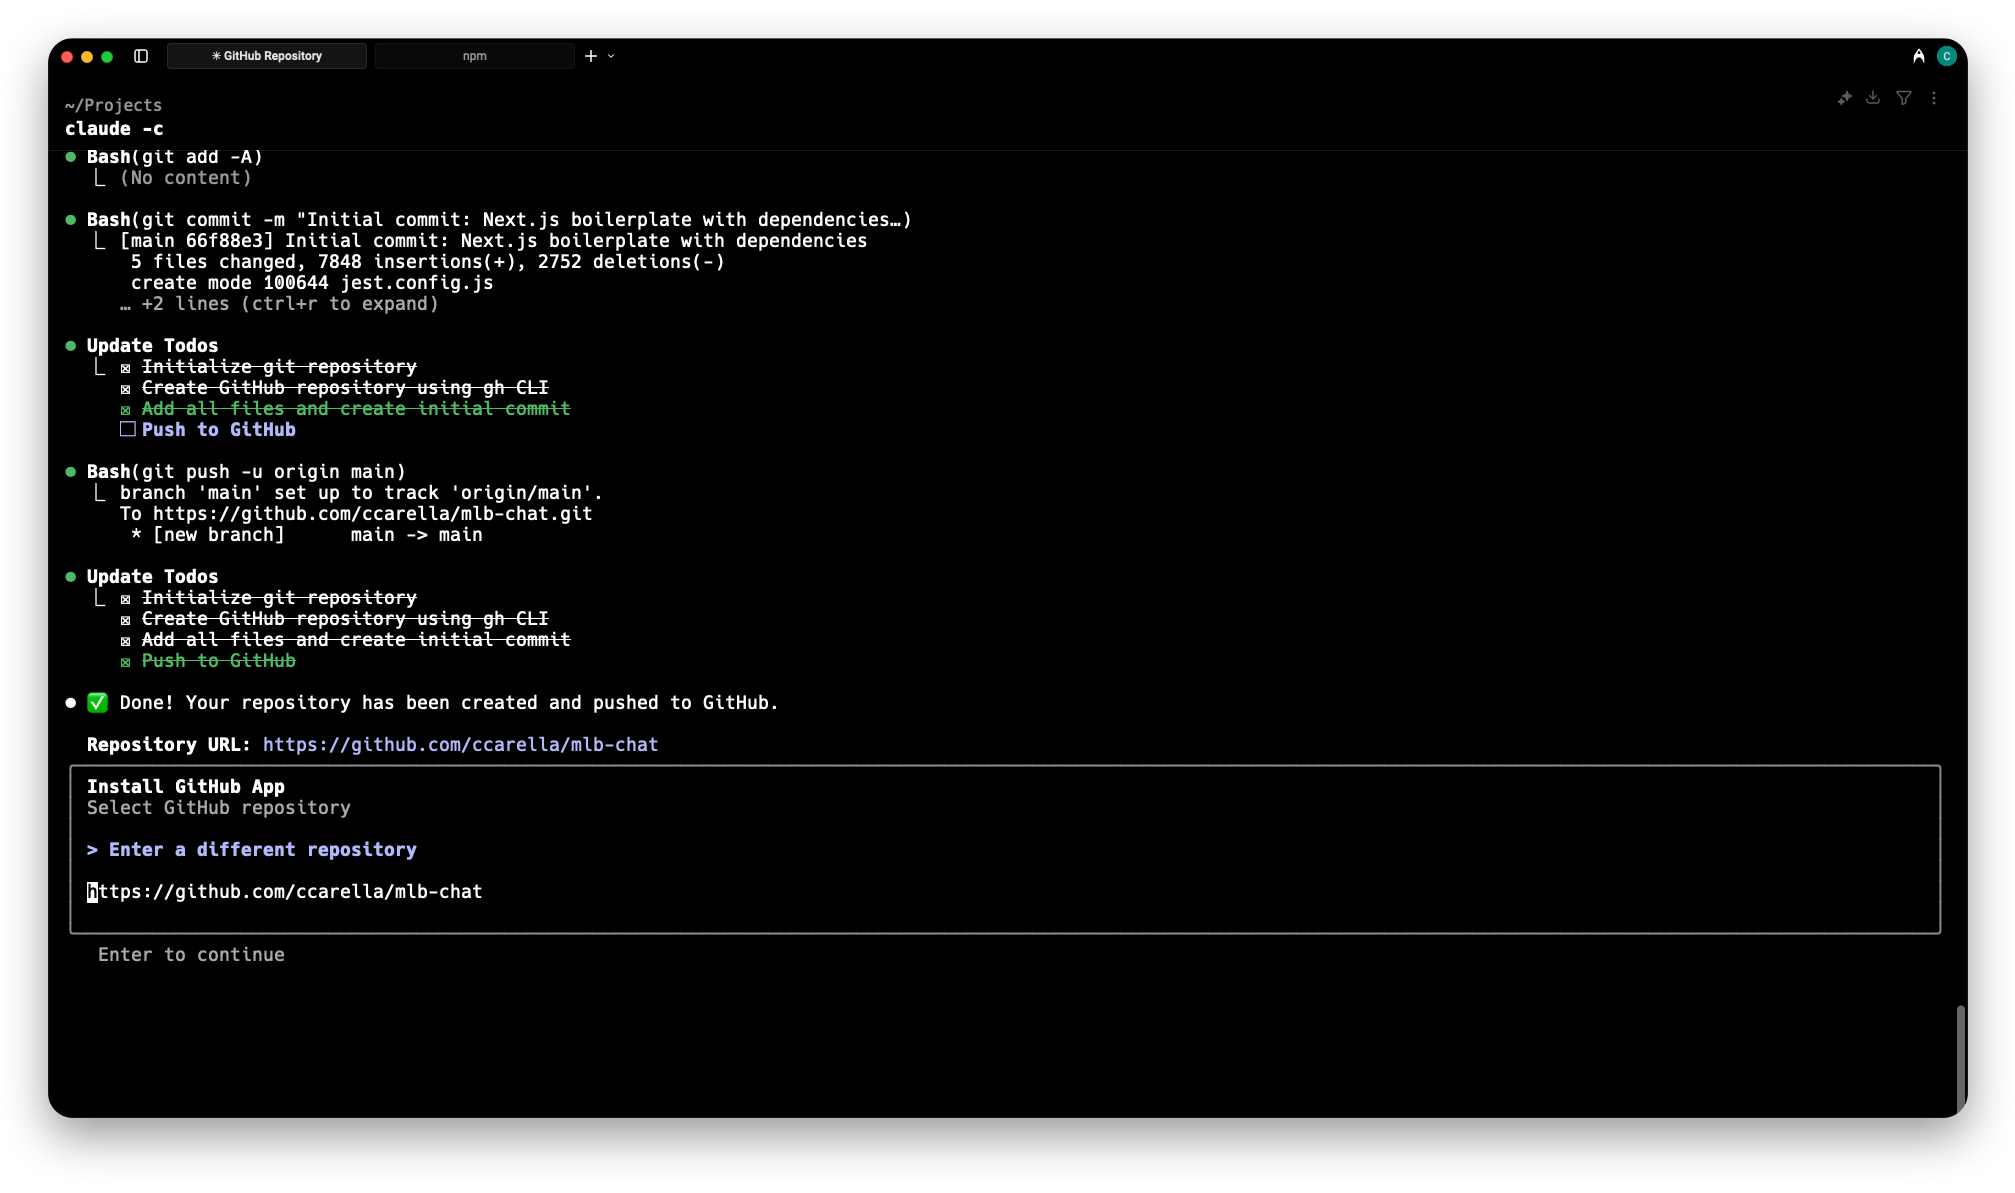 ✳ GitHub Repository
npm
C
~/Projects
claude -c
Bash(git add -A)
(No content)
Bash(git commit -m "Initial commit: Next.js boilerplate with dependencies…)
[main 66f88e3] Initial commit: Next.js boilerplate with dependencies
5 files changed, 7848 insertions(+), 2752 deletions(-)
create mode 100644 jest.config.js
… +2 lines (ctrl+r to expand)
Update Todos
☒ Initialize git repository
☒ Create GitHub repository using gh CLI
☒ Add all files and create initial commit
☐ Push to GitHub
Bash(git push -u origin main)
branch 'main' set up to track 'origin/main'.
To https://github.com/ccarella/mlb-chat.git
* [new branch]      main -> main
Update Todos
☒ Initialize git repository
☒ Create GitHub repository using gh CLI
☒ Add all files and create initial commit
☒ Push to GitHub
✅ Done! Your repository has been created and pushed to GitHub.
Repository URL: https://github.com/ccarella/mlb-chat
Install GitHub App
Select GitHub repository
> Enter a different repository
https://github.com/ccarella/mlb-chat
Enter to continue